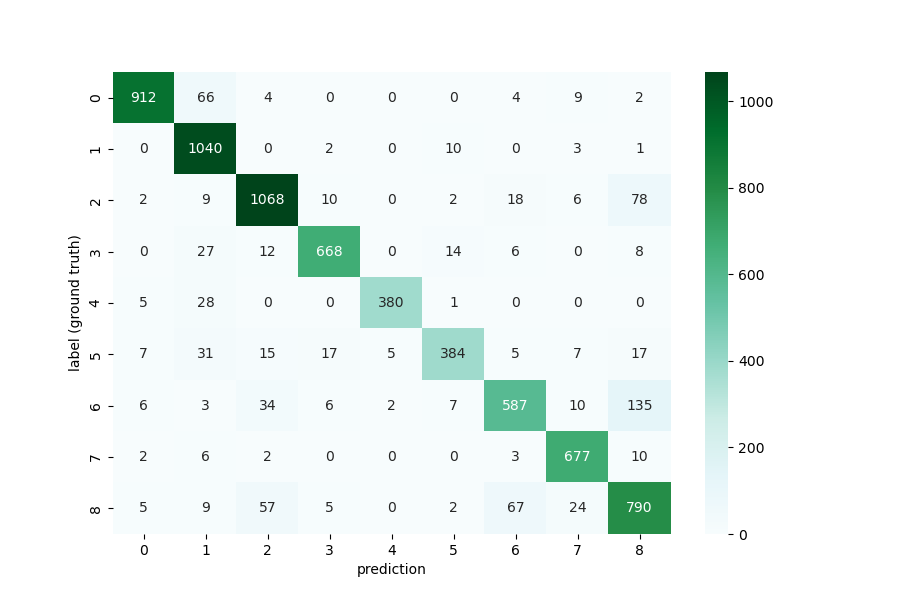 0 912 66 4 0 0 0 4 9 2
1 0 1040 0 2 0 10 0 3 1
2 2 9 1068 10 0 2 18 6 78
3 0 27 12 668 0 14 6 0 8
4 5 28 0 0 380 1 0 0 0
5 7 31 15 17 5 384 5 7 17
6 6 3 34 6 2 7 587 10 135
7 2 6 2 0 0 0 3 677 10
8 5 9 57 5 0 2 67 24 790
0 1 2 3 4 5 6 7 8
prediction
label (ground truth)
1000
800
600
400
200
0